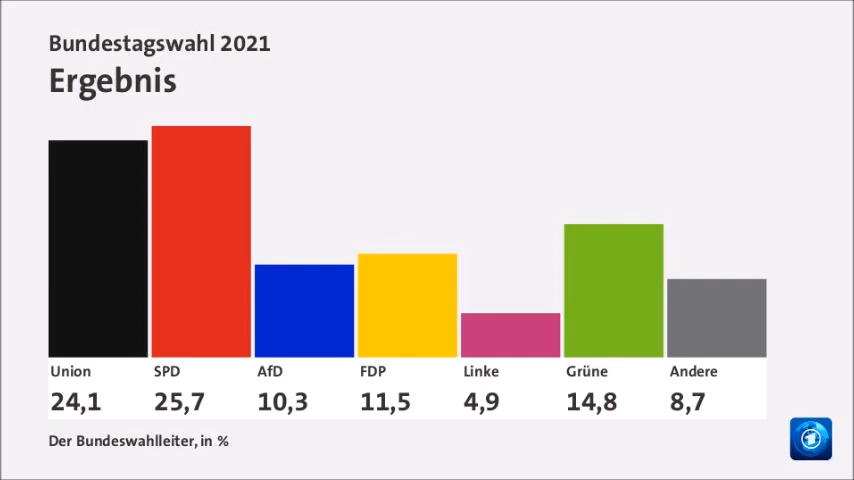 Bundestagswahl 2021
Ergebnis
Union SPD AfD FDP Linke Grüne Andere
24,1 25,7 10,3 11,5 4,9 14,8 8,7
Der Bundeswahlleiter, in %
1